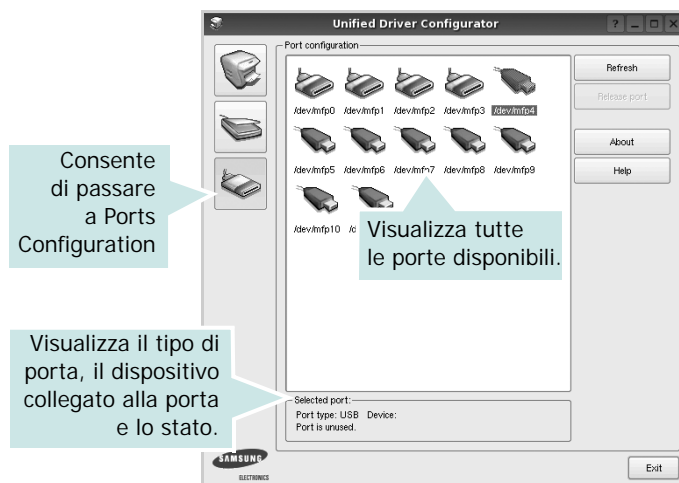 Unified Driver Configurator
Port configuration
Refresh
/dev/mfp0 /dev/mfp1 /dev/mfp2 /dev/mfp3 /dev/mfp4
Release port
About
/dev/mfp5 /dev/mfp6 /dev/mfp7 /dev/mfp8 /dev/mfp9
Help
Consente
di passare
a Ports
Configuration
/dev/mfp10
Visualizza tutte
le porte disponibili.
Visualizza il tipo di
porta, il dispositivo
collegato alla porta
e lo stato.
Selected port:
Port type: USB Device:
Port is unused.
SAMSUNG
ELECTRONICS
Exit